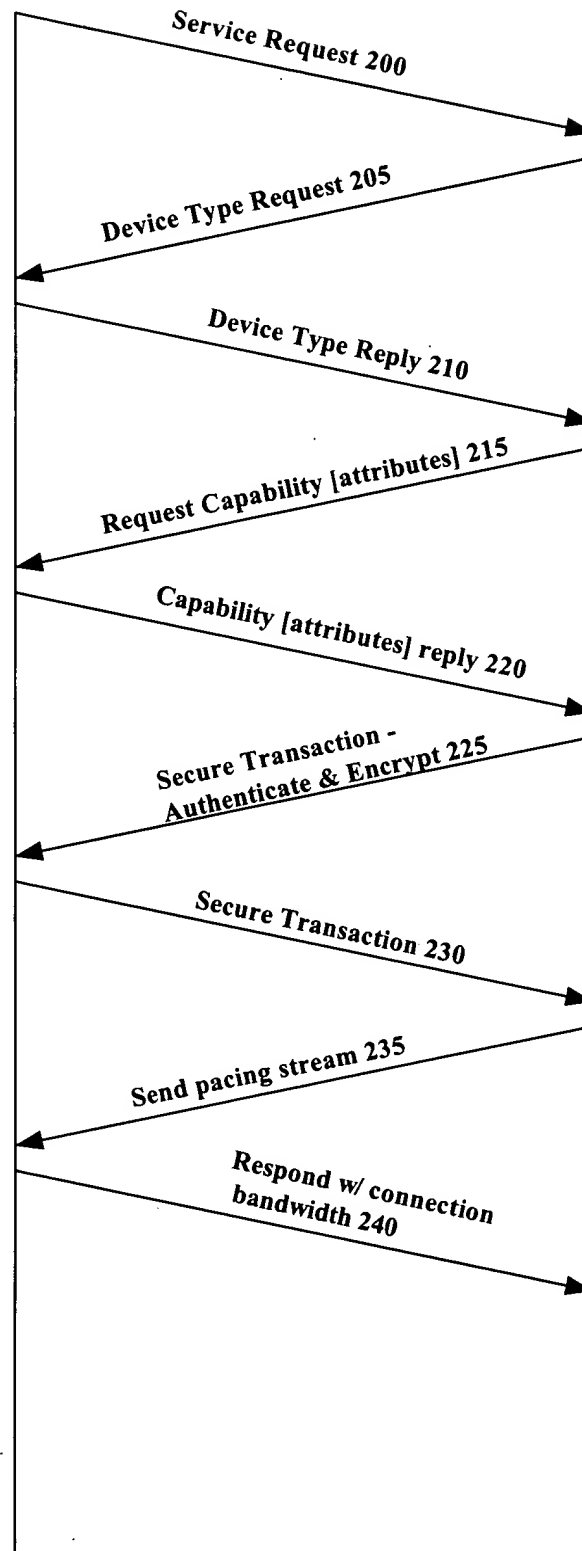 Service Request 200
Device Type Request 205
Device Type Reply 210
Request Capability [attributes] 215
Capability [attributes] reply 220
Secure Transaction -
Authenticate & Encrypt 225
Secure Transaction 230
Send pacing stream 235
Respond w/ connection
bandwidth 240